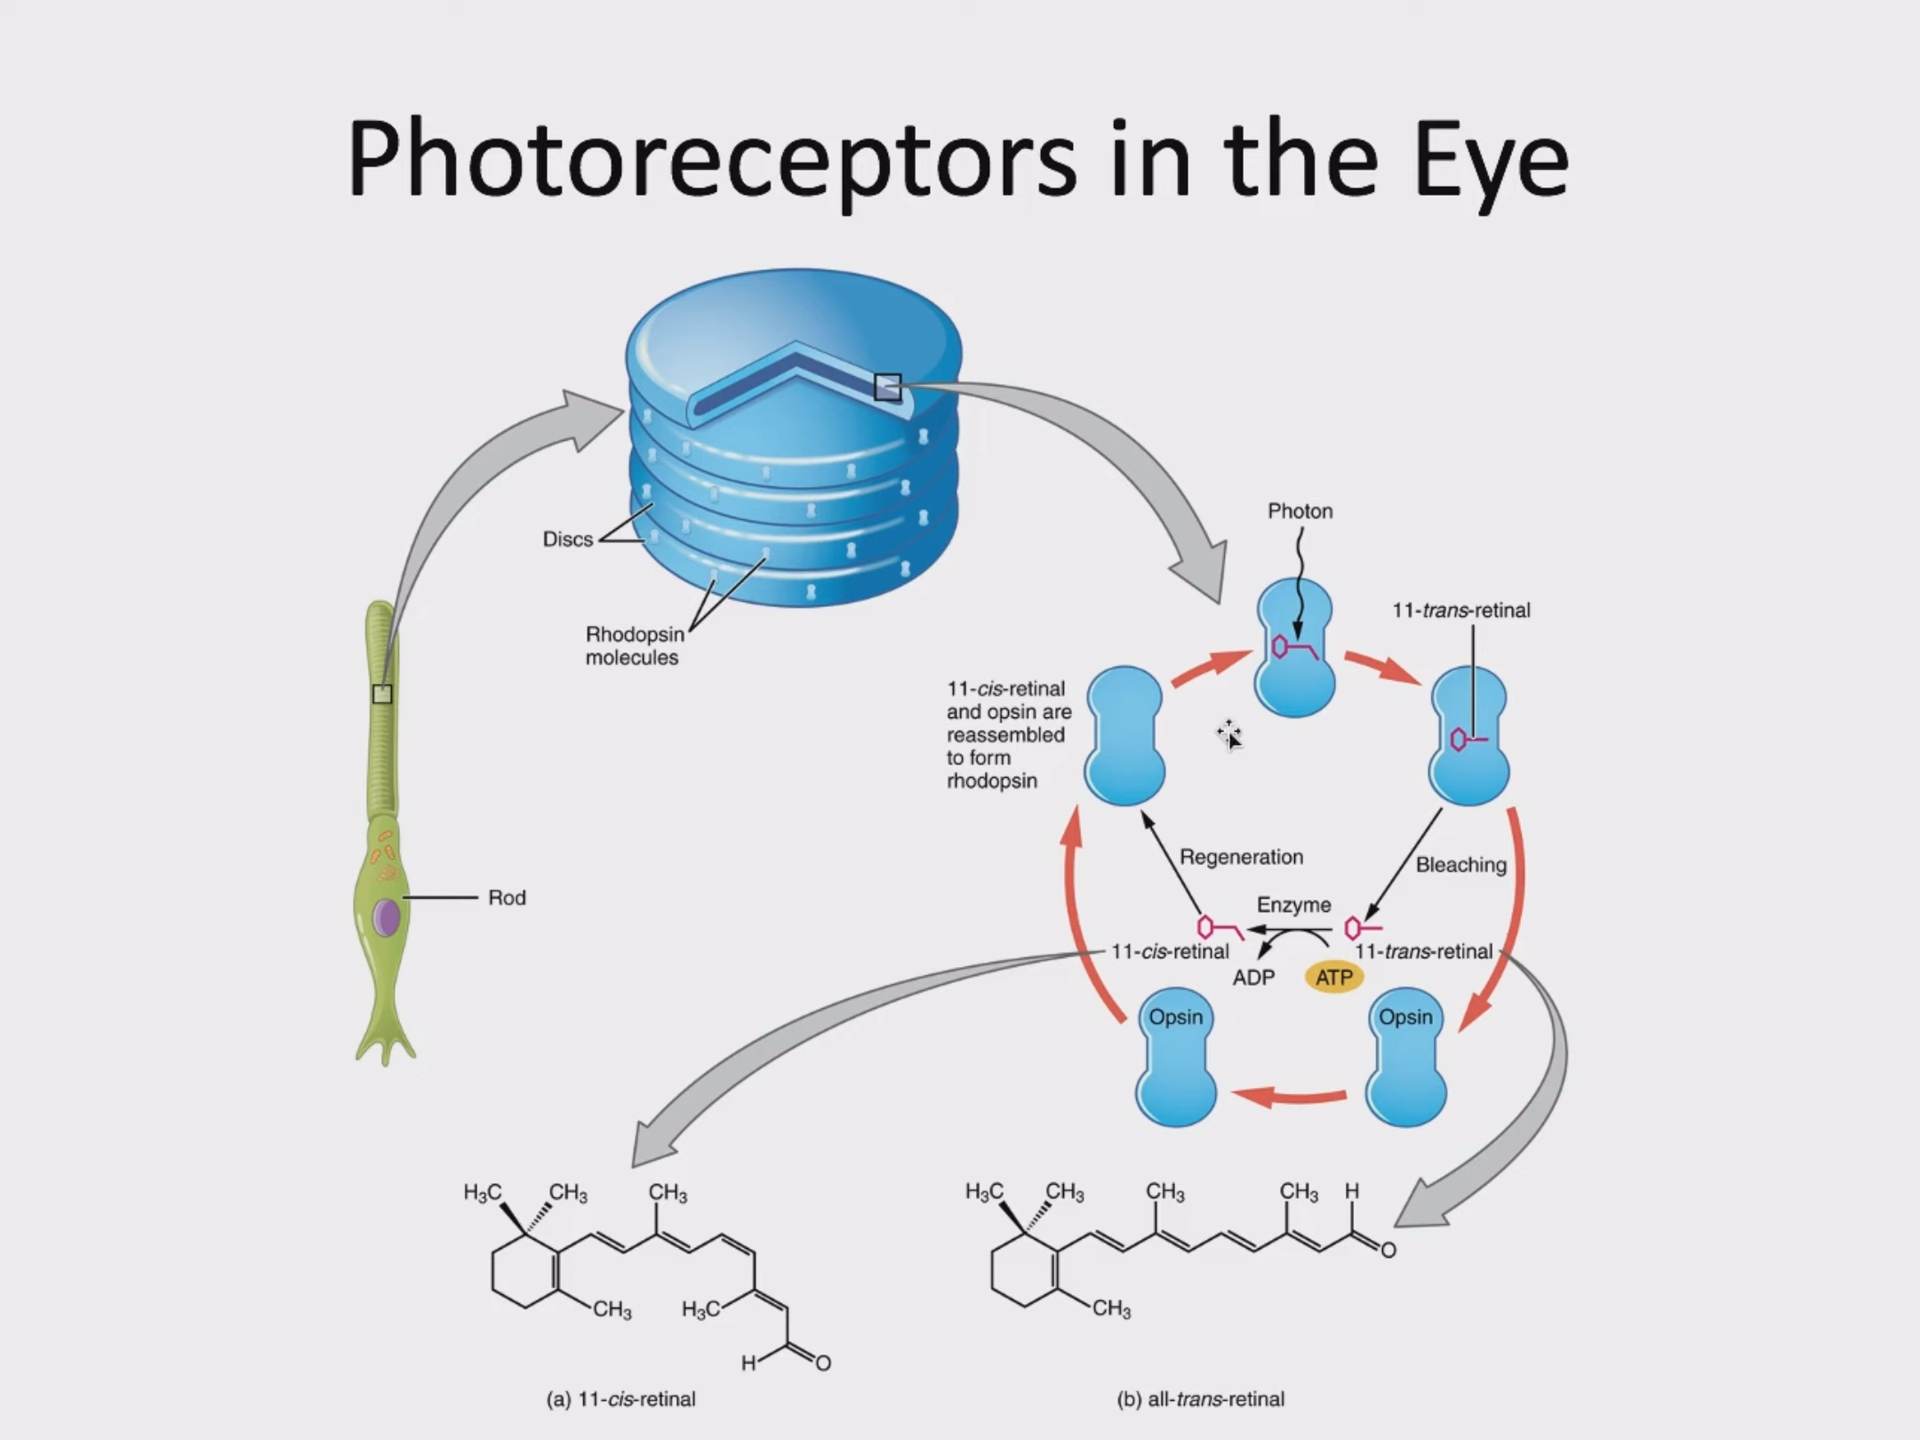 Photoreceptors in the Eye
Photon
Discs
11-trans-retinal
Rhodopsin
molecules
11-cis-retinal
and opsin are
reassembled
to form
rhodopsin
Regeneration
Bleaching
Rod
Enzyme
11-cis-retinal
11-trans-retinal
ADP
ATP
Opsin
Opsin
H₃C
CH₃
CH₃
CH₃
H₃C
H
O
H₃C
CH₃
CH₃
CH₃
H
O
CH₃
(a) 11-cis-retinal
(b) all-trans-retinal